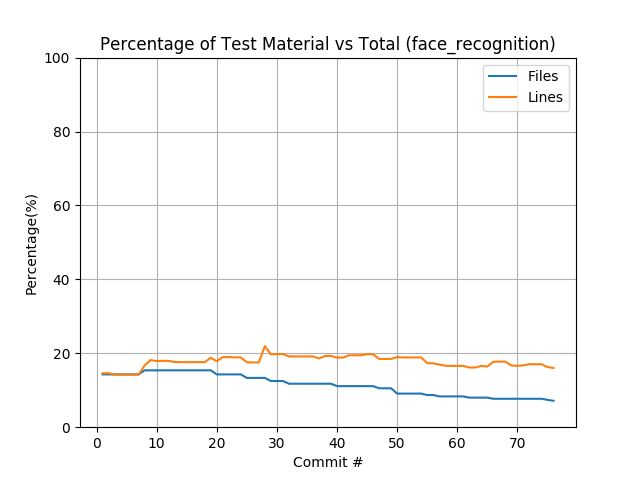 Percentage of Test Material vs Total (face_recognition)
100
80
60
40
20
0
Percentage(%)
Files
Lines
0 10 20 30 40 50 60 70
Commit #